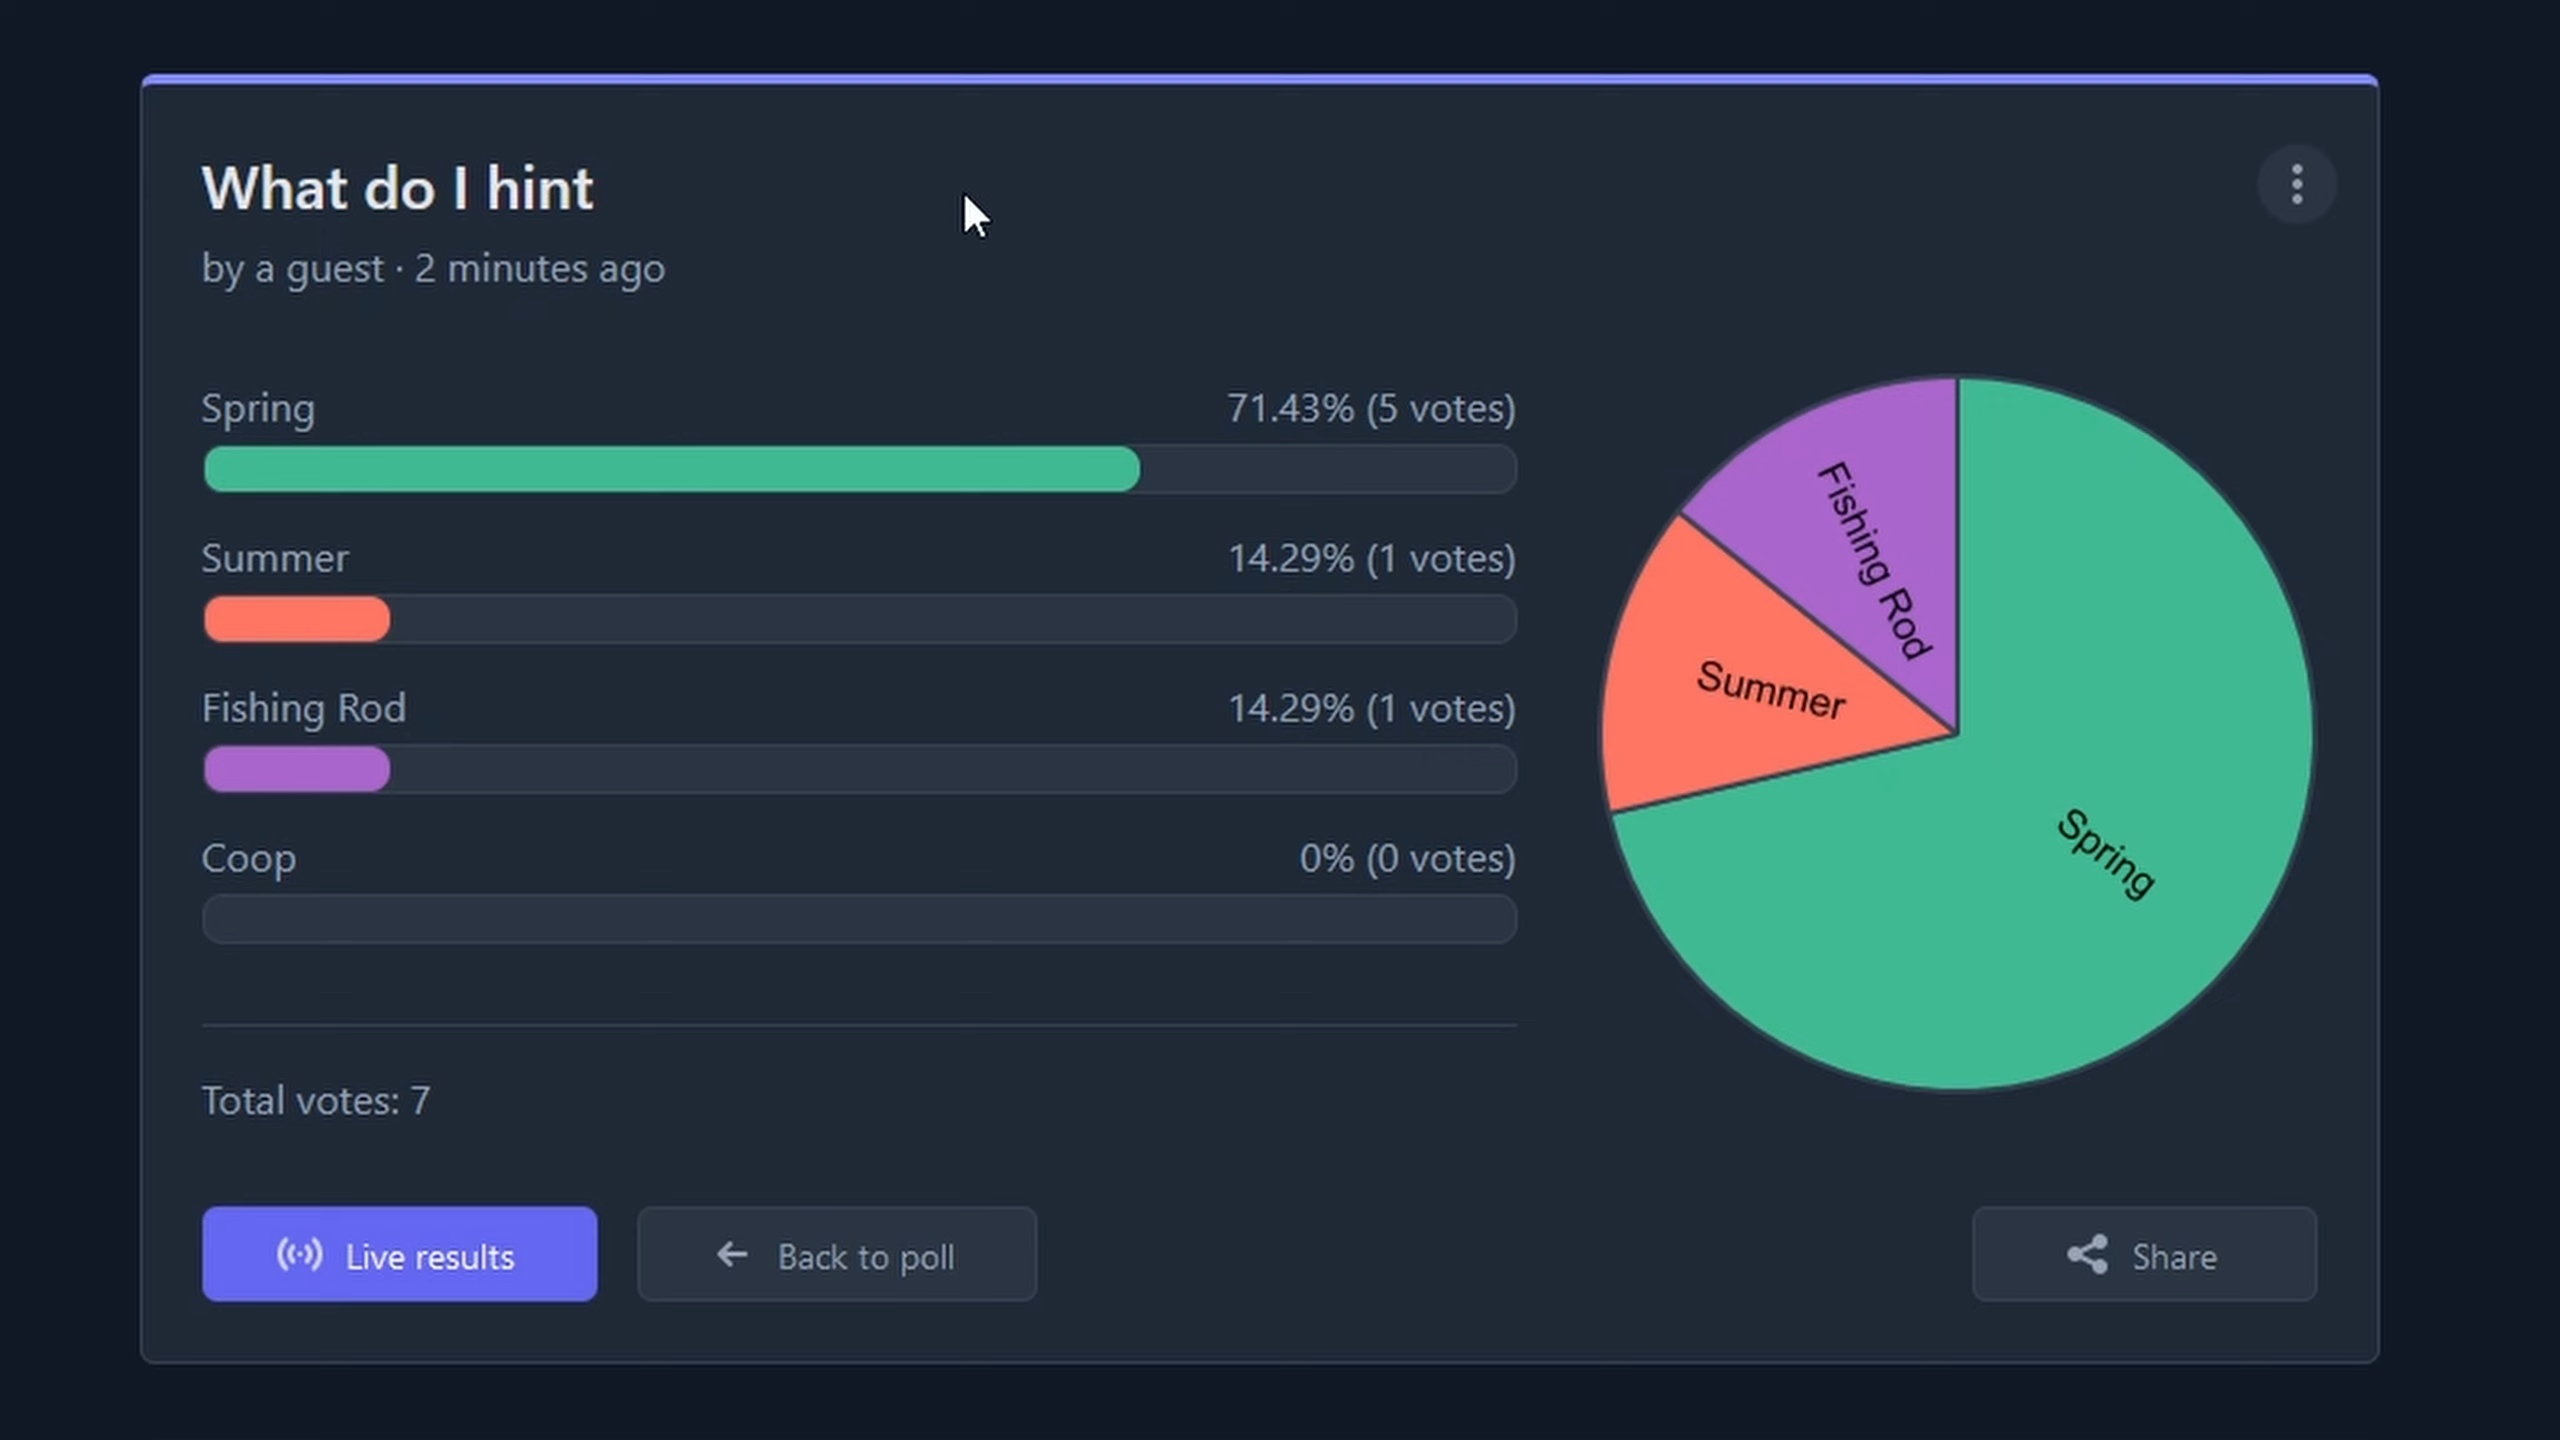 What do I hint
by a guest · 2 minutes ago
Spring 71.43% (5 votes)
Summer 14.29% (1 votes)
Fishing Rod 14.29% (1 votes)
Coop 0% (0 votes)
Total votes: 7
Fishing Rod
Summer
Spring
Live results
Back to poll
Share